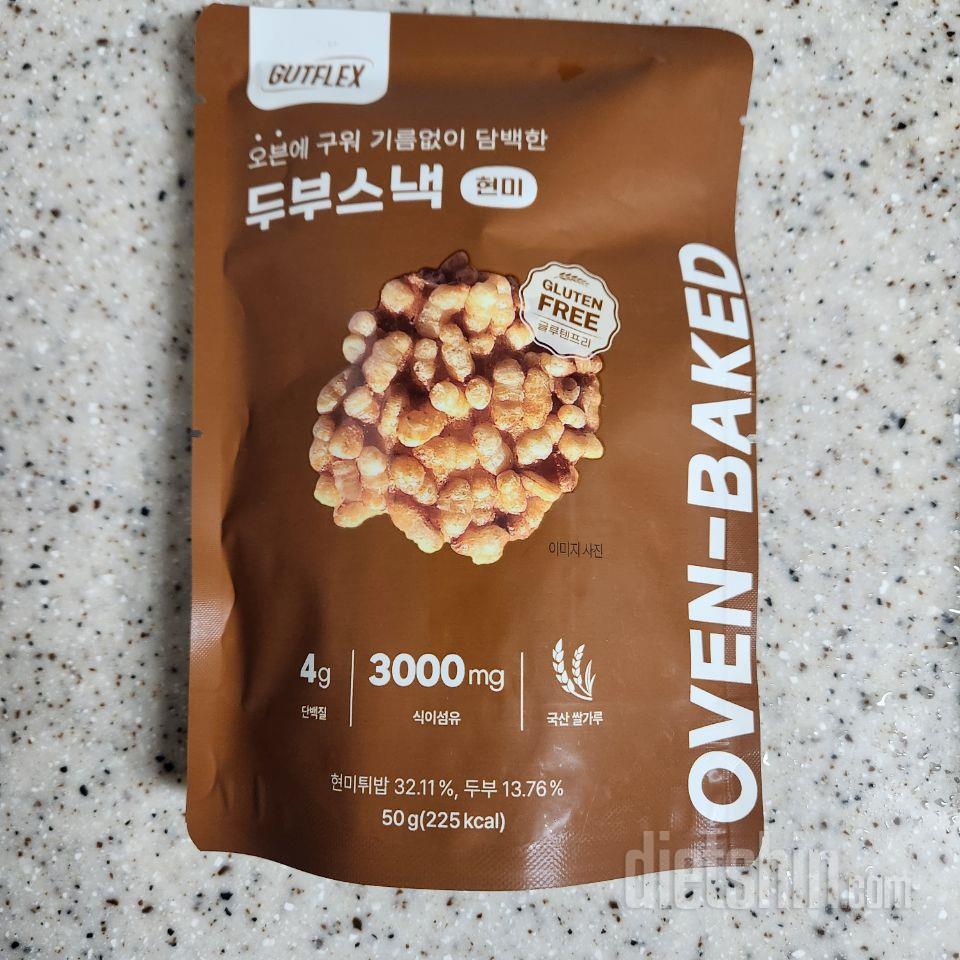 GUTFLEX
오븐에 구워 기름없이 담백한
두부스낵 현미
GLUTEN
FREE
글루텐프리
OVEN-BAKED
이미지 사진
4g
단백질
3000mg
식이섬유
국산 쌀가루
현미튀밥 32.11%, 두부 13.76%
50g(225kcal)
dietshin.com